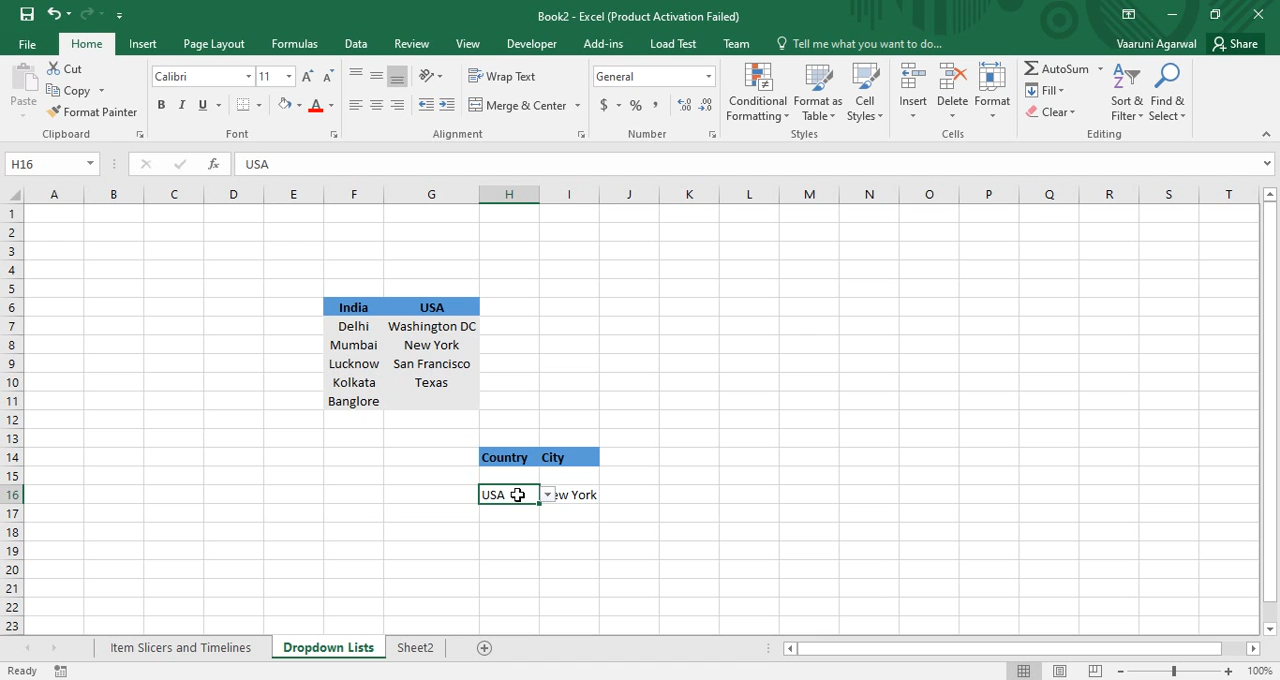 Book2 - Excel (Product Activation Failed)
File Home Insert Page Layout Formulas Data Review View Developer Add-ins Load Test Team Tell me what you want to do... Vaaruni Agarwal Share
Paste
Cut
Copy
Format Painter
Clipboard
Calibri 11
B I U
Font
Wrap Text
Merge & Center
Alignment
General
$ % ,
Number
Conditional Formatting
Format as Table
Cell Styles
Styles
Insert Delete Format
Cells
AutoSum
Fill
Clear
Sort & Filter
Find & Select
Editing
H16 fx USA
A B C D E F G H I J K L M N O P Q R S T
1
2
3
4
5
6 India USA
7 Delhi Washington DC
8 Mumbai New York
9 Lucknow San Francisco
10 Kolkata Texas
11 Banglore
12
13
14 Country City
15
16 USA ew York
17
18
19
20
21
22
23
Item Slicers and Timelines Dropdown Lists Sheet2
Ready 100%